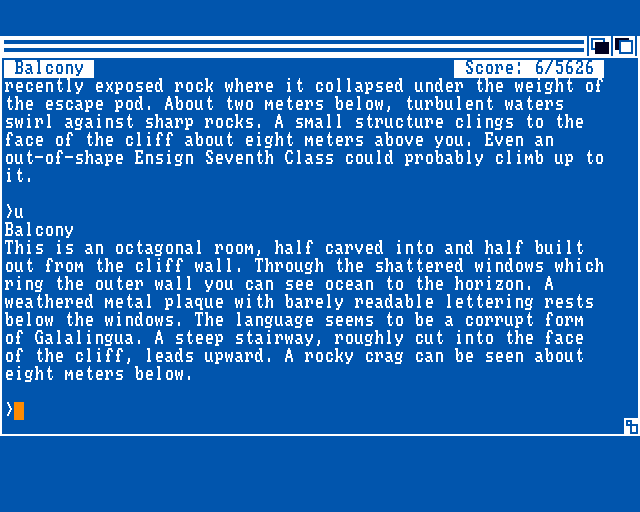 Balcony Score: 6/5626
recently exposed rock where it collapsed under the weight of
the escape pod. About two meters below, turbulent waters
swirl against sharp rocks. A small structure clings to the
face of the cliff about eight meters above you. Even an
out-of-shape Ensign Seventh Class could probably climb up to
it.
>u
Balcony
This is an octagonal room, half carved into and half built
out from the cliff wall. Through the shattered windows which
ring the outer wall you can see ocean to the horizon. A
weathered metal plaque with barely readable lettering rests
below the windows. The language seems to be a corrupt form
of Galalingua. A steep stairway, roughly cut into the face
of the cliff, leads upward. A rocky crag can be seen about
eight meters below.
>